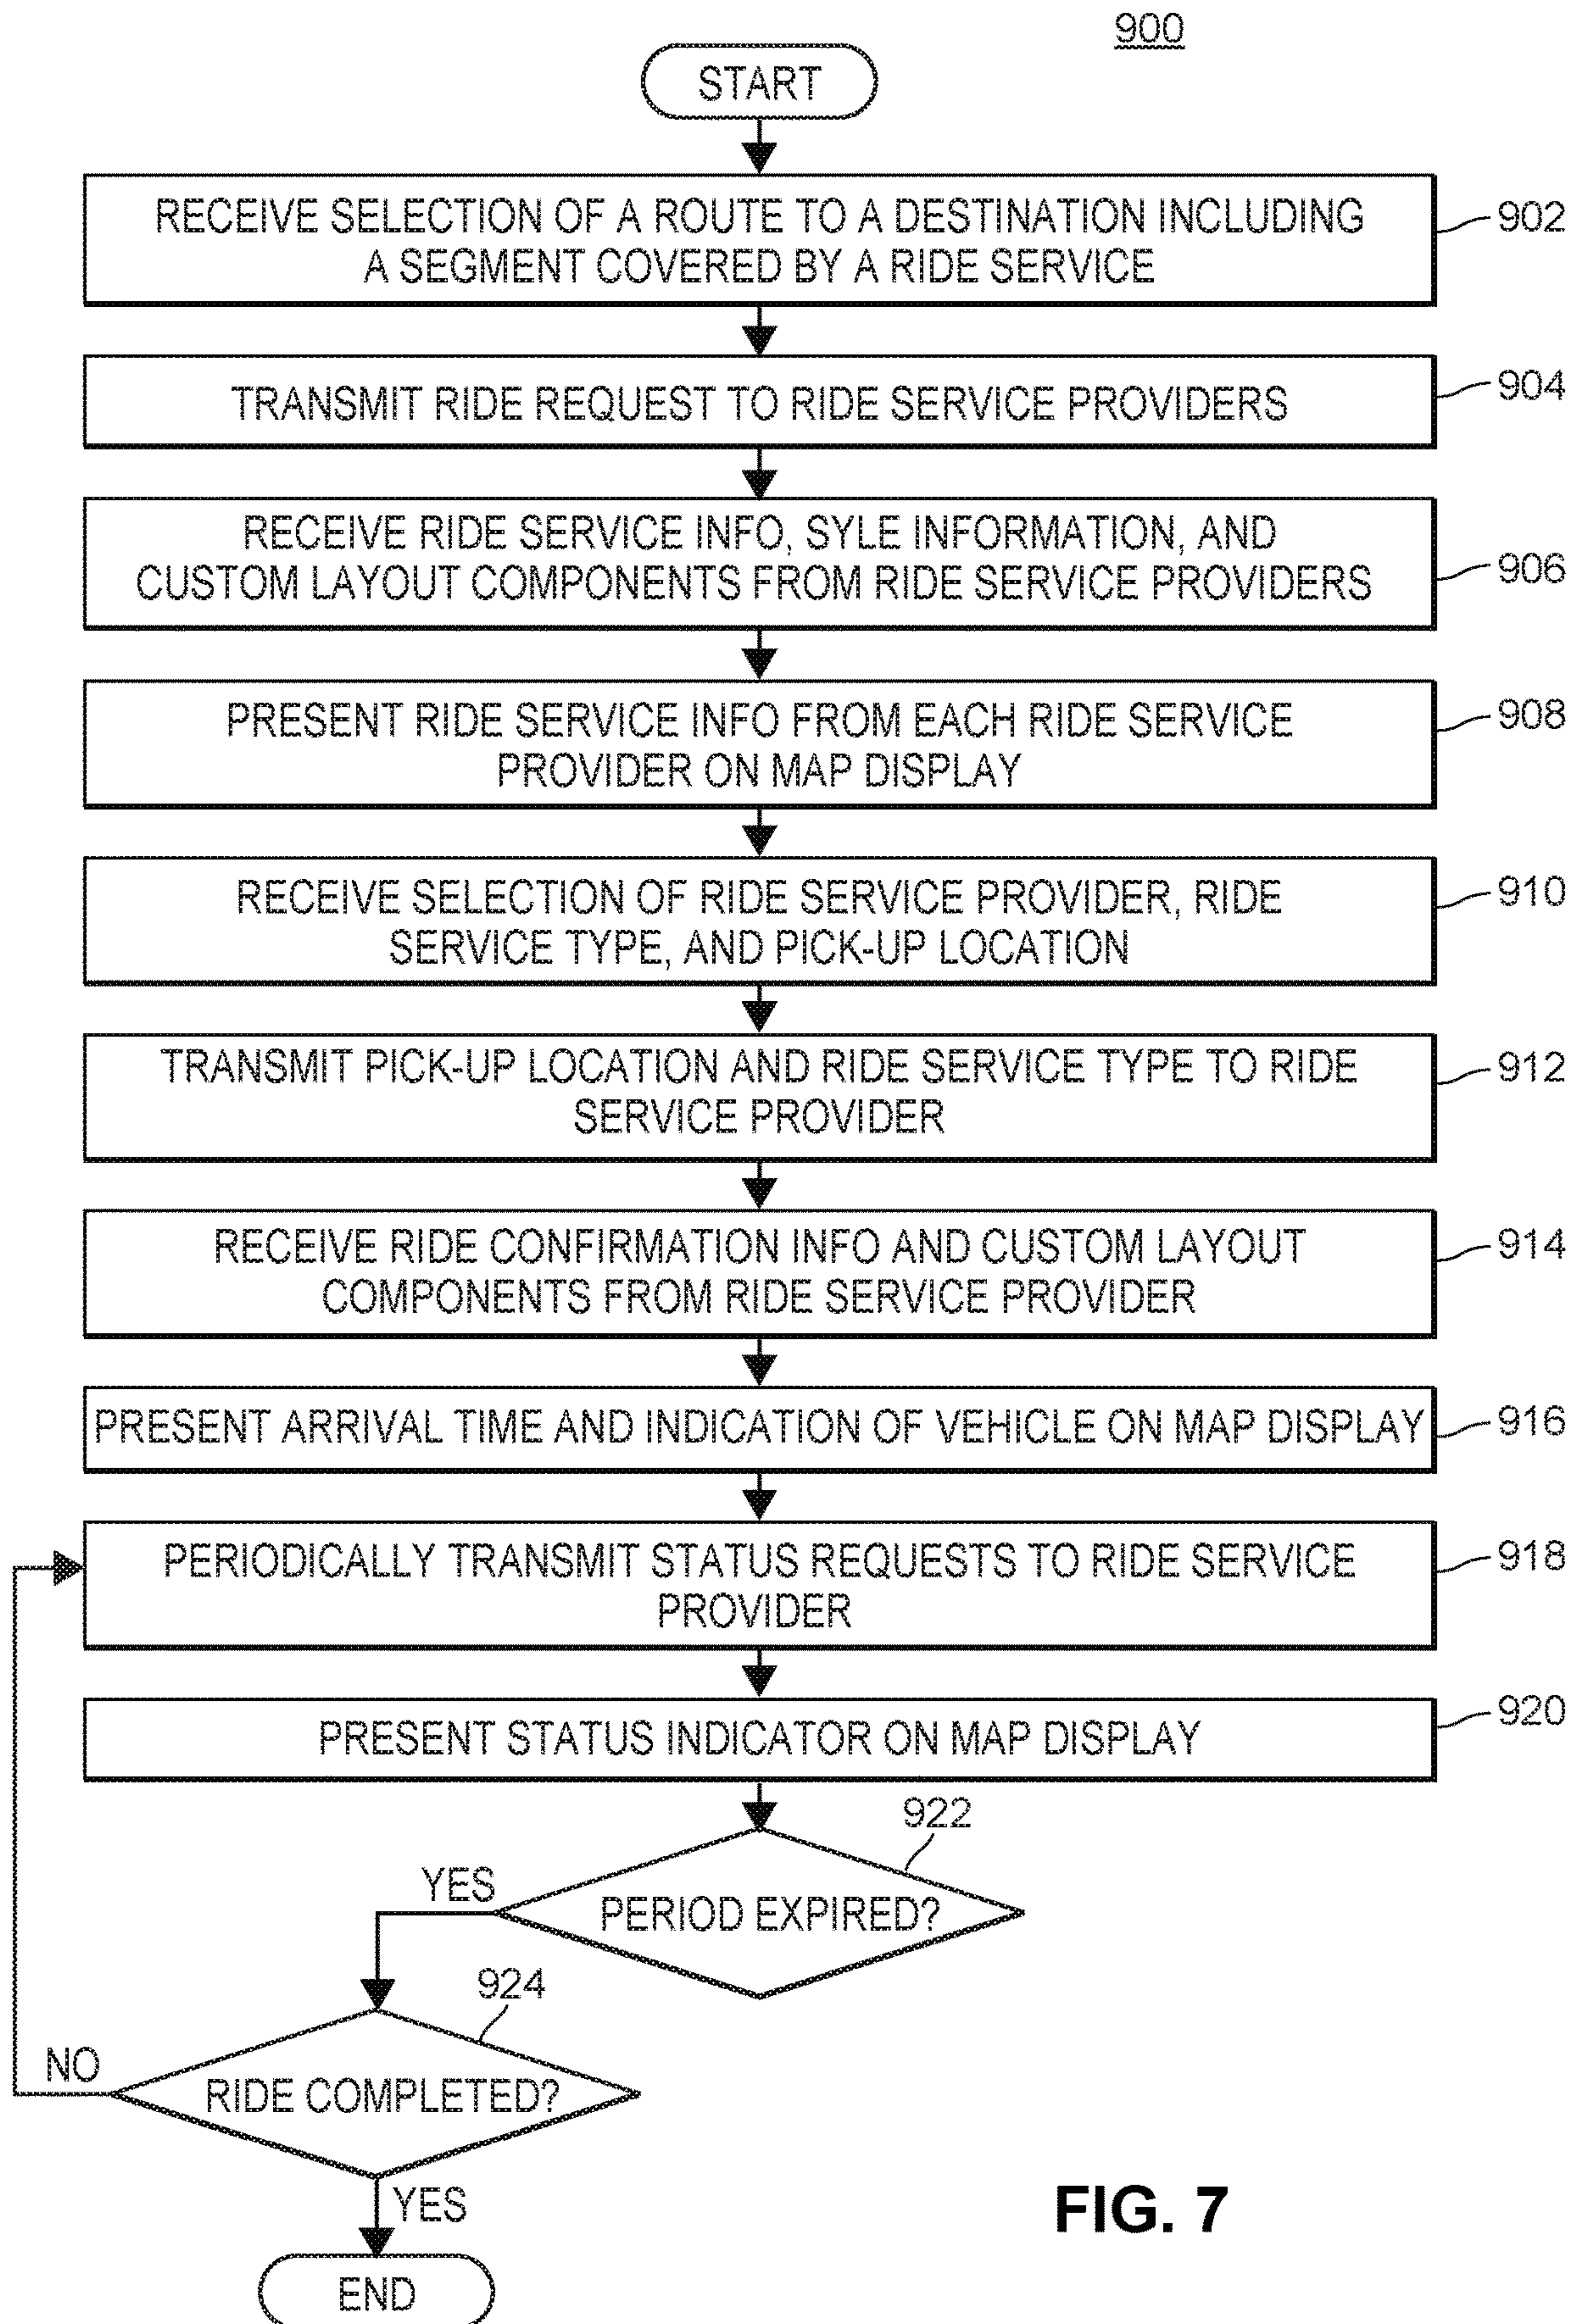 900
START
RECEIVE SELECTION OF A ROUTE TO A DESTINATION INCLUDING
A SEGMENT COVERED BY A RIDE SERVICE
902
TRANSMIT RIDE REQUEST TO RIDE SERVICE PROVIDERS
904
RECEIVE RIDE SERVICE INFO, SYLE INFORMATION, AND
CUSTOM LAYOUT COMPONENTS FROM RIDE SERVICE PROVIDERS
906
PRESENT RIDE SERVICE INFO FROM EACH RIDE SERVICE
PROVIDER ON MAP DISPLAY
908
RECEIVE SELECTION OF RIDE SERVICE PROVIDER, RIDE
SERVICE TYPE, AND PICK-UP LOCATION
910
TRANSMIT PICK-UP LOCATION AND RIDE SERVICE TYPE TO RIDE
SERVICE PROVIDER
912
RECEIVE RIDE CONFIRMATION INFO AND CUSTOM LAYOUT
COMPONENTS FROM RIDE SERVICE PROVIDER
914
PRESENT ARRIVAL TIME AND INDICATION OF VEHICLE ON MAP DISPLAY
916
PERIODICALLY TRANSMIT STATUS REQUESTS TO RIDE SERVICE
PROVIDER
918
PRESENT STATUS INDICATOR ON MAP DISPLAY
920
922
YES
PERIOD EXPIRED?
924
NO
RIDE COMPLETED?
YES
END
FIG. 7